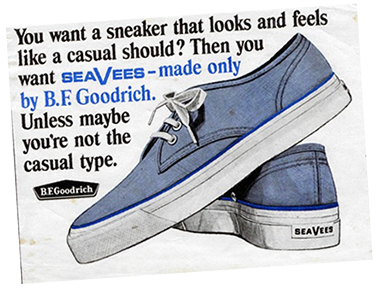 You want a sneaker that looks and feels
like a casual should? Then you
want SEAVEES – made only
by B.F. Goodrich.
Unless maybe
you're not the
casual type.
B.F.Goodrich
SEAVEES